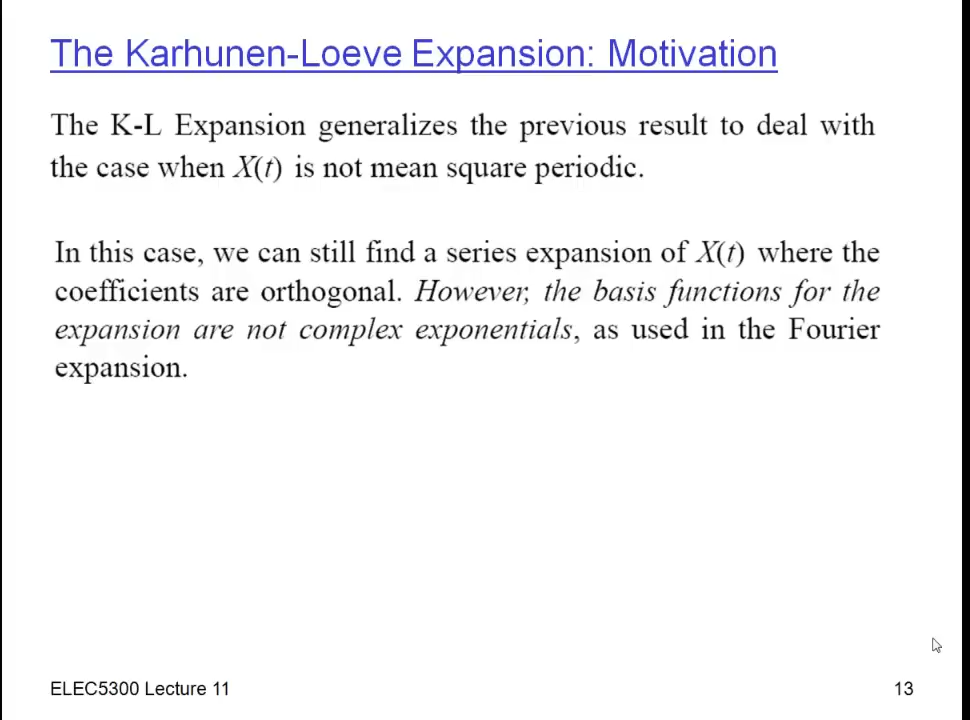 The Karhunen-Loeve Expansion: Motivation
The K-L Expansion generalizes the previous result to deal with
the case when X(t) is not mean square periodic.
In this case, we can still find a series expansion of X(t) where the
coefficients are orthogonal. However, the basis functions for the
expansion are not complex exponentials, as used in the Fourier
expansion.
ELEC5300 Lecture 11
13